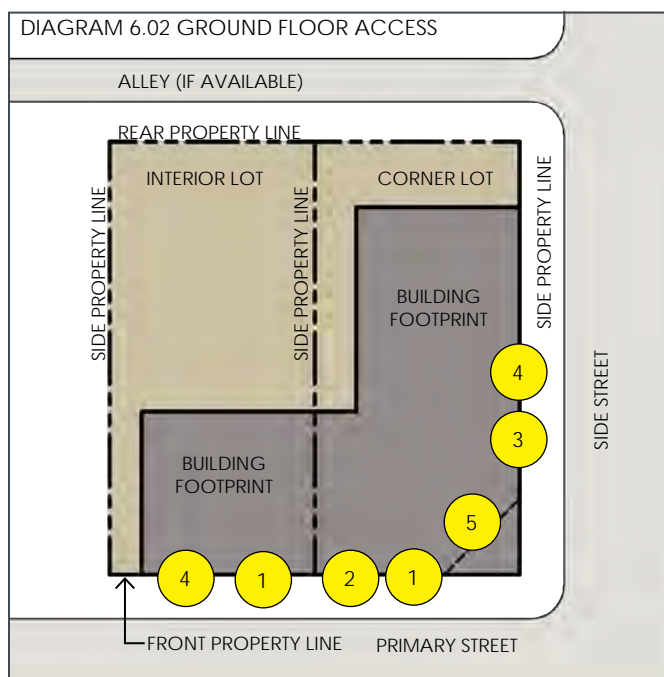 DIAGRAM 6.02 GROUND FLOOR ACCESS
ALLEY (IF AVAILABLE)
REAR PROPERTY LINE
INTERIOR LOT
CORNER LOT
SIDE PROPERTY LINE
SIDE PROPERTY LINE
SIDE PROPERTY LINE
BUILDING
FOOTPRINT
4
3
SIDE STREET
BUILDING
FOOTPRINT
5
4
1
2
1
FRONT PROPERTY LINE
PRIMARY STREET